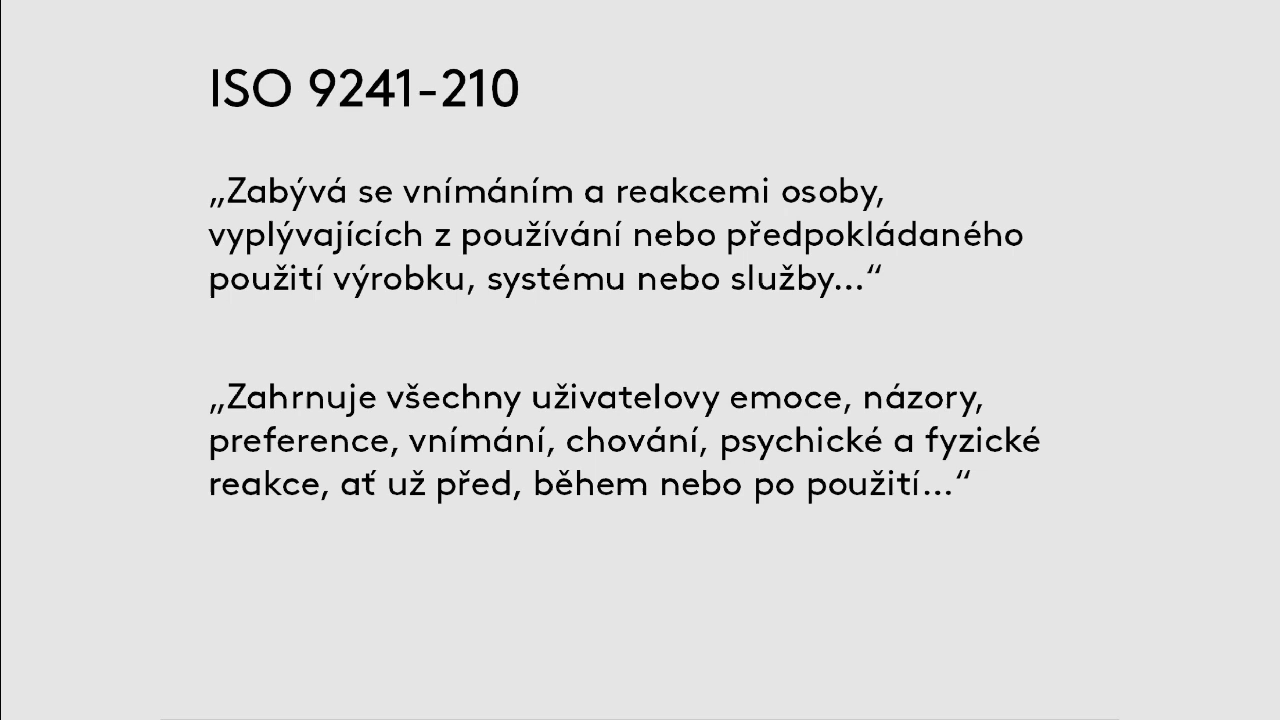 ISO 9241-210
„Zabývá se vnímáním a reakcemi osoby,
vyplývajících z používání nebo předpokládaného
použití výrobku, systému nebo služby...“
„Zahrnuje všechny uživatelovy emoce, názory,
preference, vnímání, chování, psychické a fyzické
reakce, ať už před, během nebo po použití...“